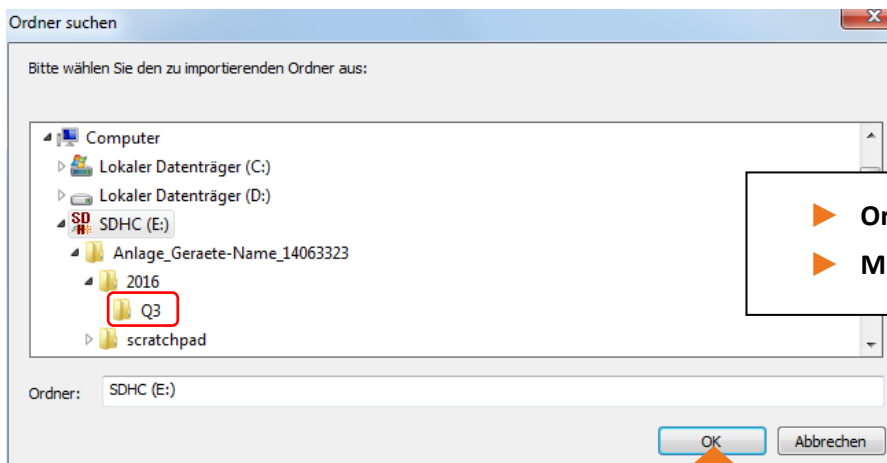 Ordner suchen
Bitte wählen Sie den zu importierenden Ordner aus:
Computer
Lokaler Datenträger (C:)
Lokaler Datenträger (D:)
SDHC (E:)
Anlage_Geraete-Name_14063323
2016
Q3
scratchpad
Ordner: SDHC (E:)
OK Abbrechen